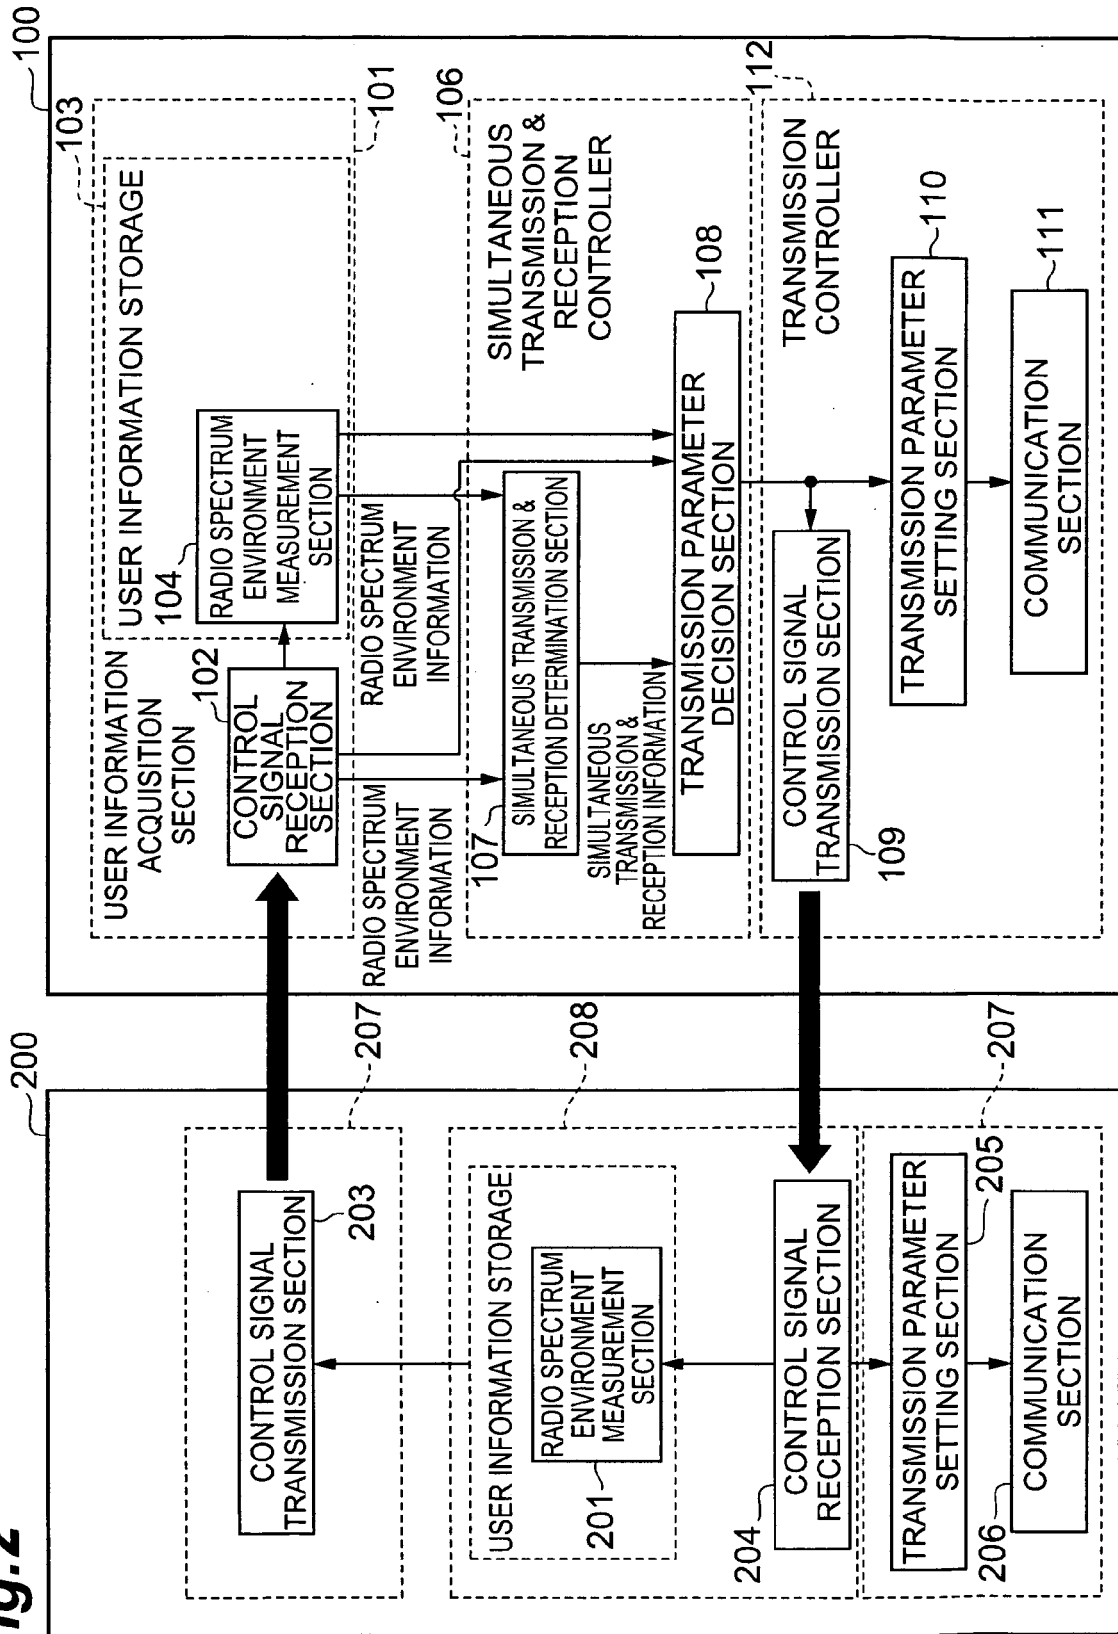 ig.2
200
207
CONTROL SIGNAL
TRANSMISSION SECTION
203
208
USER INFORMATION STORAGE
RADIO SPECTRUM
ENVIRONMENT
MEASUREMENT
SECTION
201
CONTROL SIGNAL
RECEPTION SECTION
204
207
TRANSMISSION PARAMETER
SETTING SECTION
205
COMMUNICATION
SECTION
206
100
USER INFORMATION
ACQUISITION
SECTION
101
103
USER INFORMATION STORAGE
104
RADIO SPECTRUM
ENVIRONMENT
MEASUREMENT
SECTION
102
CONTROL
SIGNAL
RECEPTION
SECTION
RADIO SPECTRUM
ENVIRONMENT
INFORMATION
RADIO SPECTRUM
ENVIRONMENT
INFORMATION
106
SIMULTANEOUS
TRANSMISSION &
RECEPTION
CONTROLLER
107
SIMULTANEOUS TRANSMISSION &
RECEPTION DETERMINATION SECTION
SIMULTANEOUS
TRANSMISSION &
RECEPTION INFORMATION
108
TRANSMISSION PARAMETER
DECISION SECTION
112
TRANSMISSION
CONTROLLER
CONTROL SIGNAL
TRANSMISSION SECTION
109
TRANSMISSION PARAMETER
SETTING SECTION
110
COMMUNICATION
SECTION
111